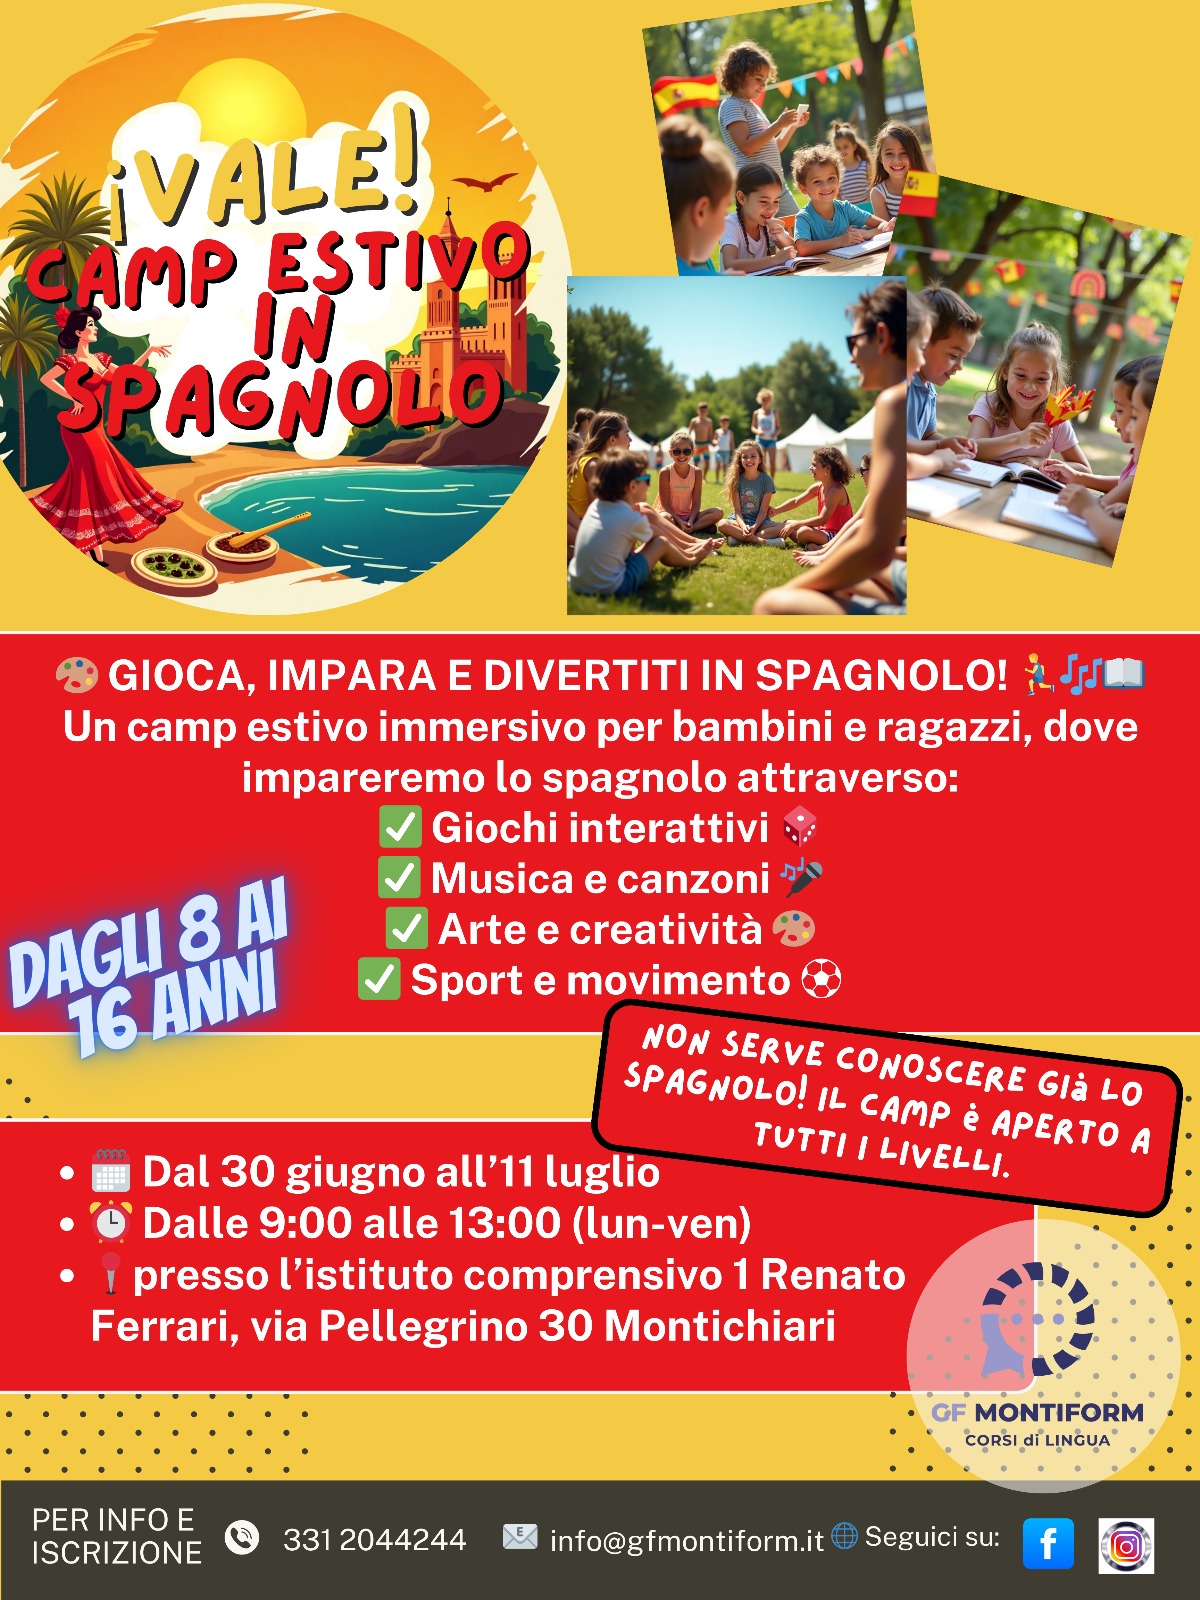 ¡VALE!
CAMP ESTIVO
IN
SPAGNOLO
🎨 GIOCA, IMPARA E DIVERTITI IN SPAGNOLO! 🏃🎶📖
Un camp estivo immersivo per bambini e ragazzi, dove
impareremo lo spagnolo attraverso:
✅ Giochi interattivi 🎲
✅ Musica e canzoni 🎤
✅ Arte e creatività 🎨
✅ Sport e movimento ⚽
DAGLI 8 AI
16 ANNI
NON SERVE CONOSCERE Già LO
SPAGNOLO! IL CAMP è APERTO A
TUTTI I LIVELLI.
• 📅 Dal 30 giugno all’11 luglio
• ⏰ Dalle 9:00 alle 13:00 (lun-ven)
• 📍 presso l’istituto comprensivo 1 Renato
Ferrari, via Pellegrino 30 Montichiari
GF MONTIFORM
CORSI di LINGUA
PER INFO E
ISCRIZIONE
331 2044244
info@gfmontiform.it
🌐 Seguici su: